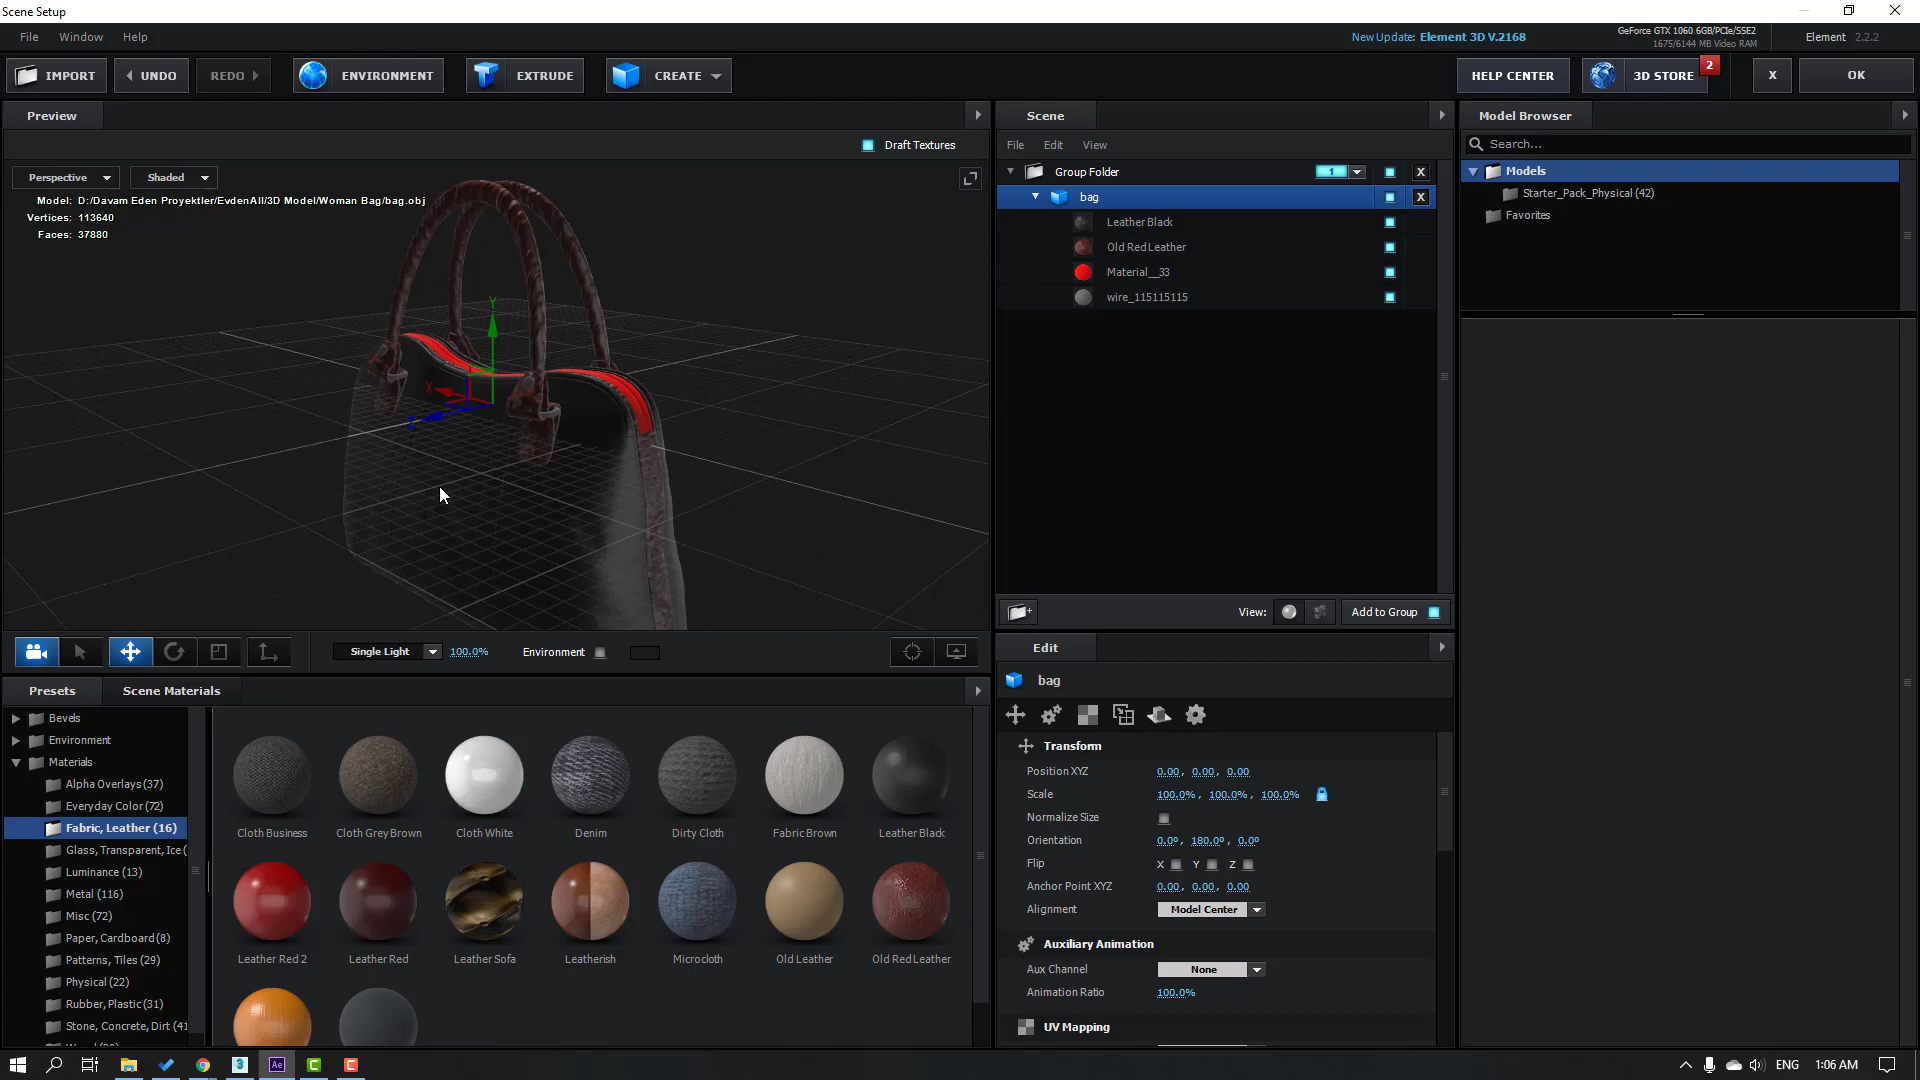 Scene Setup
File Window Help
New Update: Element 3D V.2168
GeForce GTX 1060 6GB/PCIe/SSE2
1675/6144 MB Video RAM
Element 2.2.2
IMPORT
UNDO
REDO
ENVIRONMENT
EXTRUDE
CREATE
HELP CENTER
3D STORE
2
X
OK
Preview
Draft Textures
Perspective
Shaded
Model: D:/Davam Eden Proyektler/EvdenAll/3D Model/Woman Bag/bag.obj
Vertices: 113640
Faces: 37880
Y
X
Z
Single Light
100.0%
Environment
Scene
File Edit View
Group Folder
1
X
bag
X
Leather Black
Old Red Leather
Material__33
wire_115115115
View:
Add to Group
Model Browser
Search...
Models
Starter_Pack_Physical (42)
Favorites
Presets
Scene Materials
Bevels
Environment
Materials
Alpha Overlays (37)
Everyday Color (72)
Fabric, Leather (16)
Glass, Transparent, Ice (
Luminance (13)
Metal (116)
Misc (72)
Paper, Cardboard (8)
Patterns, Tiles (29)
Physical (22)
Rubber, Plastic (31)
Stone, Concrete, Dirt (41
Cloth Business
Cloth Grey Brown
Cloth White
Denim
Dirty Cloth
Fabric Brown
Leather Black
Leather Red 2
Leather Red
Leather Sofa
Leatherish
Microcloth
Old Leather
Old Red Leather
Edit
bag
Transform
Position XYZ 0.00, 0.00, 0.00
Scale 100.0%, 100.0%, 100.0%
Normalize Size
Orientation 0.0º, 180.0º, 0.0º
Flip X Y Z
Anchor Point XYZ 0.00, 0.00, 0.00
Alignment Model Center
Auxiliary Animation
Aux Channel None
Animation Ratio 100.0%
UV Mapping
3
Ae
C
C
ENG
1:06 AM